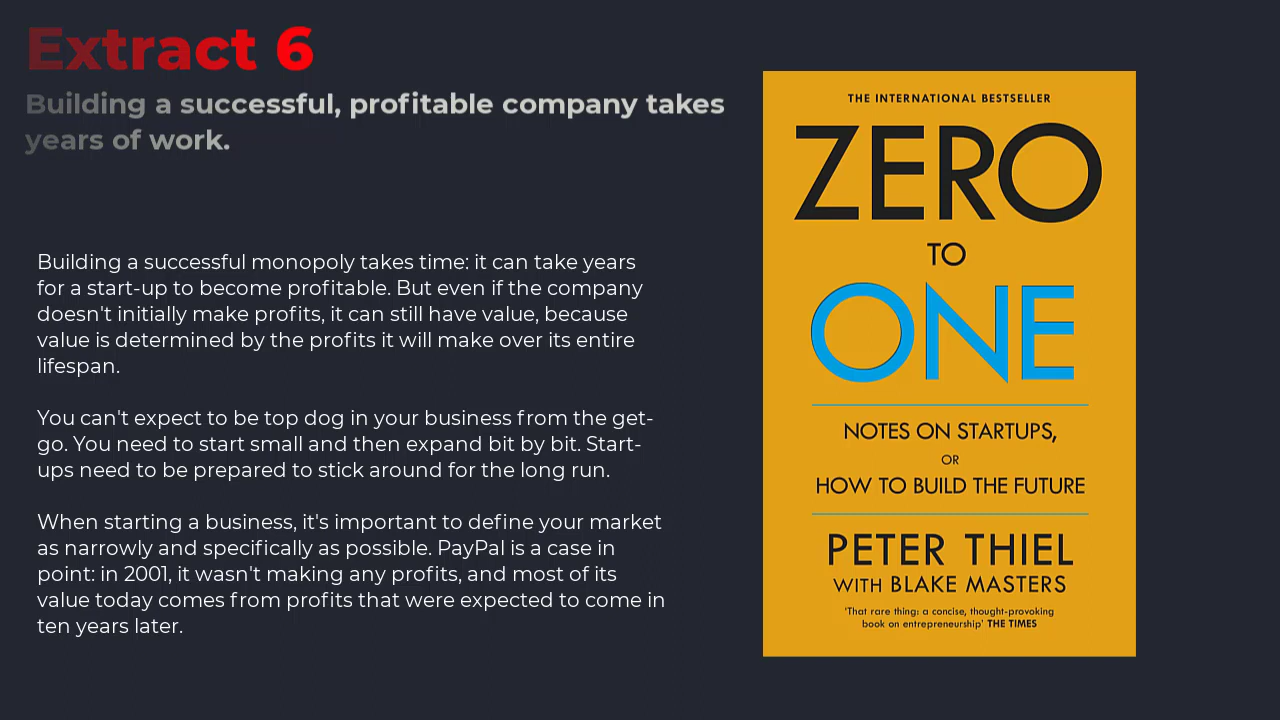 Extract 6
Building a successful, profitable company takes
years of work.
Building a successful monopoly takes time: it can take years
for a start-up to become profitable. But even if the company
doesn't initially make profits, it can still have value, because
value is determined by the profits it will make over its entire
lifespan.
You can't expect to be top dog in your business from the get-
go. You need to start small and then expand bit by bit. Start-
ups need to be prepared to stick around for the long run.
When starting a business, it's important to define your market
as narrowly and specifically as possible. PayPal is a case in
point: in 2001, it wasn't making any profits, and most of its
value today comes from profits that were expected to come in
ten years later.
THE INTERNATIONAL BESTSELLER
ZERO
TO
ONE
NOTES ON STARTUPS,
OR
HOW TO BUILD THE FUTURE
PETER THIEL
WITH BLAKE MASTERS
'That rare thing: a concise, thought-provoking
book on entrepreneurship' THE TIMES